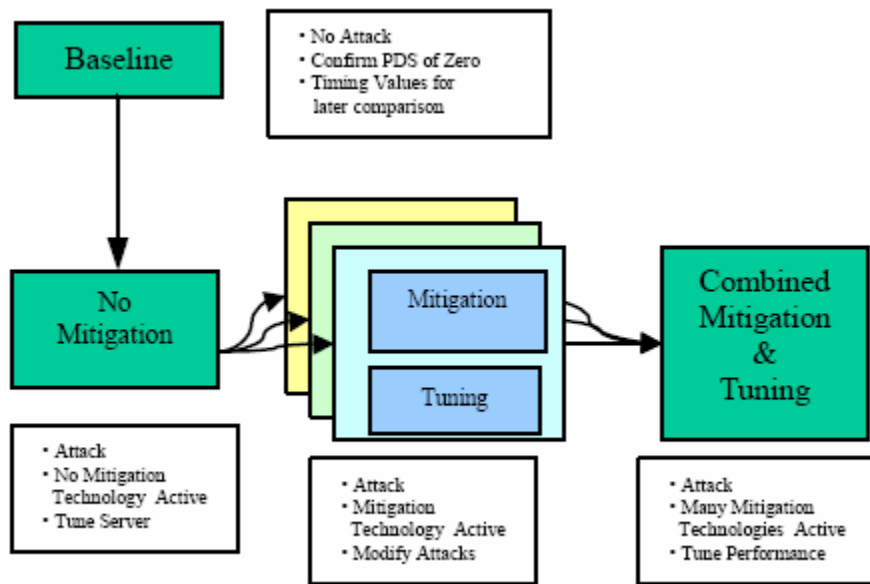 Baseline
• No Attack
• Confirm PDS of Zero
• Timing Values for
later comparison
No
Mitigation
Mitigation
Tuning
Combined
Mitigation
&
Tuning
• Attack
• No Mitigation
Technology Active
• Tune Server
• Attack
• Mitigation
Technology Active
• Modify Attacks
• Attack
• Many Mitigation
Technologies Active
• Tune Performance